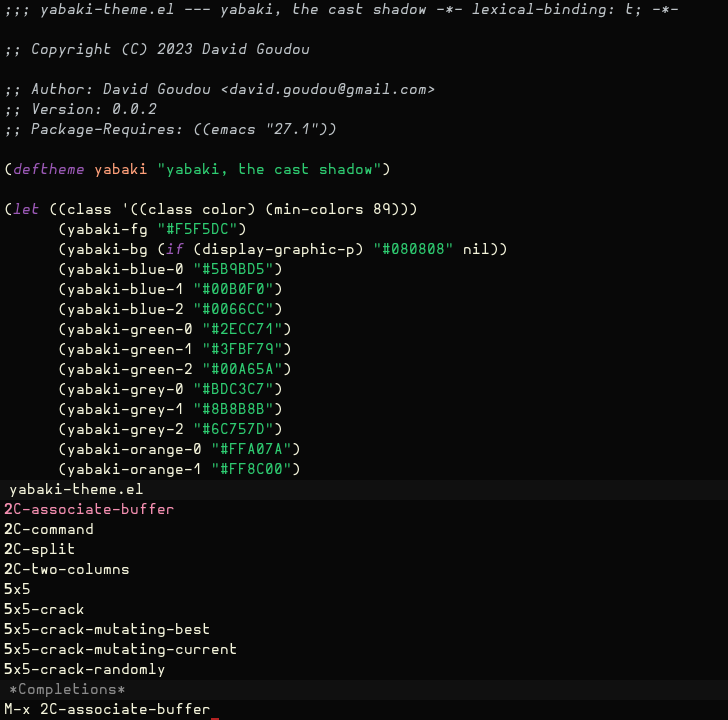 ;;; yabaki-theme.el --- yabaki, the cast shadow -*- lexical-binding: t; -*-
;; Copyright (C) 2023 David Goudou
;; Author: David Goudou <david.goudou@gmail.com>
;; Version: 0.0.2
;; Package-Requires: ((emacs "27.1"))
(deftheme yabaki "yabaki, the cast shadow")
(let ((class '((class color) (min-colors 89)))
(yabaki-fg "#F5F5DC")
(yabaki-bg (if (display-graphic-p) "#080808" nil))
(yabaki-blue-0 "#5B9BD5")
(yabaki-blue-1 "#00B0F0")
(yabaki-blue-2 "#0066CC")
(yabaki-green-0 "#2ECC71")
(yabaki-green-1 "#3FBF79")
(yabaki-green-2 "#00A65A")
(yabaki-grey-0 "#BDC3C7")
(yabaki-grey-1 "#8B8B8B")
(yabaki-grey-2 "#6C757D")
(yabaki-orange-0 "#FFA07A")
(yabaki-orange-1 "#FF8C00")
yabaki-theme.el
2C-associate-buffer
2C-command
2C-split
2C-two-columns
5x5
5x5-crack
5x5-crack-mutating-best
5x5-crack-mutating-current
5x5-crack-randomly
*Completions*
M-x 2C-associate-buffer